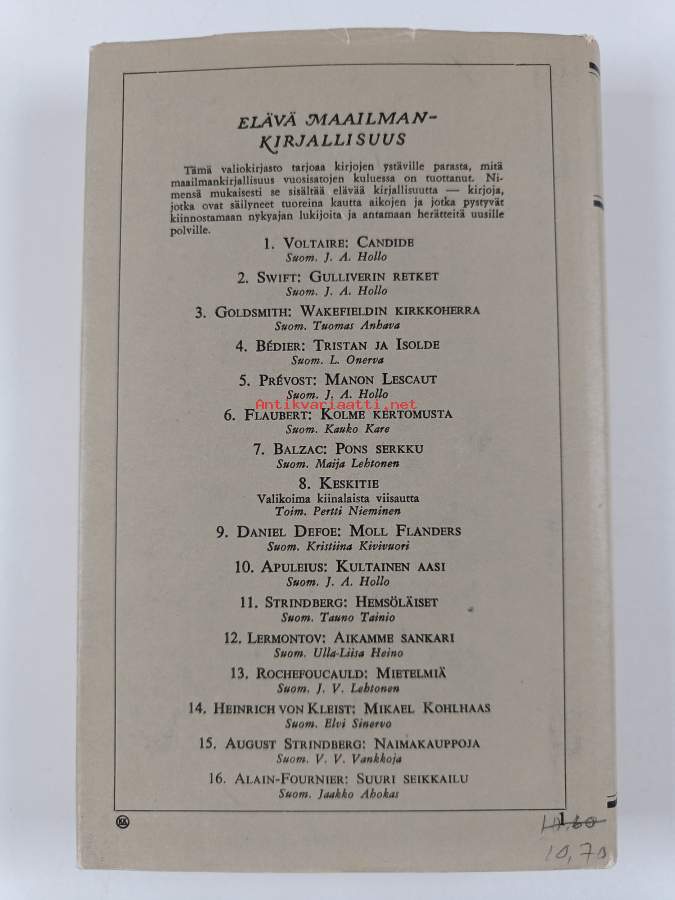 ELÄVÄ MAAILMAN-
KIRJALLISUUS
Tämä valiokirjasto tarjoaa kirjojen ystäville parasta, mitä
maailmankirjallisuus vuosisatojen kuluessa on tuottanut. Ni-
mensä mukaisesti se sisältää elävää kirjallisuutta — kirjoja,
jotka ovat säilyneet tuoreina kautta aikojen ja jotka pystyvät
kiinnostamaan nykyajan lukijoita ja antamaan herätteitä uusille
polville.
1. VOLTAIRE: CANDIDE
Suom. J. A. Hollo
2. SWIFT: GULLIVERIN RETKET
Suom. J. A. Hollo
3. GOLDSMITH: WAKEFIELDIN KIRKKOHERRA
Suom. Tuomas Anhava
4. BÉDIER: TRISTAN JA ISOLDE
Suom. L. Onerva
5. PRÉVOST: MANON LESCAUT
Suom. J. A. Hollo
Antikvariaatti.net
6. FLAUBERT: KOLME KERTOMUSTA
Suom. Kauko Kare
7. BALZAC: PONS SERKKU
Suom. Maija Lehtonen
8. KESKITIE
Valikoima kiinalaista viisautta
Toim. Pertti Nieminen
9. DANIEL DEFOE: MOLL FLANDERS
Suom. Kristiina Kivivuori
10. APULEIUS: KULTAINEN AASI
Suom. J. A. Hollo
11. STRINDBERG: HEMSÖLÄISET
Suom. Tauno Tainio
12. LERMONTOV: AIKAMME SANKARI
Suom. Ulla-Liisa Heino
13. ROCHEFOUCAULD: MIETELMIÄ
Suom. J. V. Lehtonen
14. HEINRICH VON KLEIST: MIKAEL KOHLHAAS
Suom. Elvi Sinervo
15. AUGUST STRINDBERG: NAIMAKAUPPOJA
Suom. V. V. Vankkoja
16. ALAIN-FOURNIER: SUURI SEIKKAILU
Suom. Jaakko Ahokas
10,70